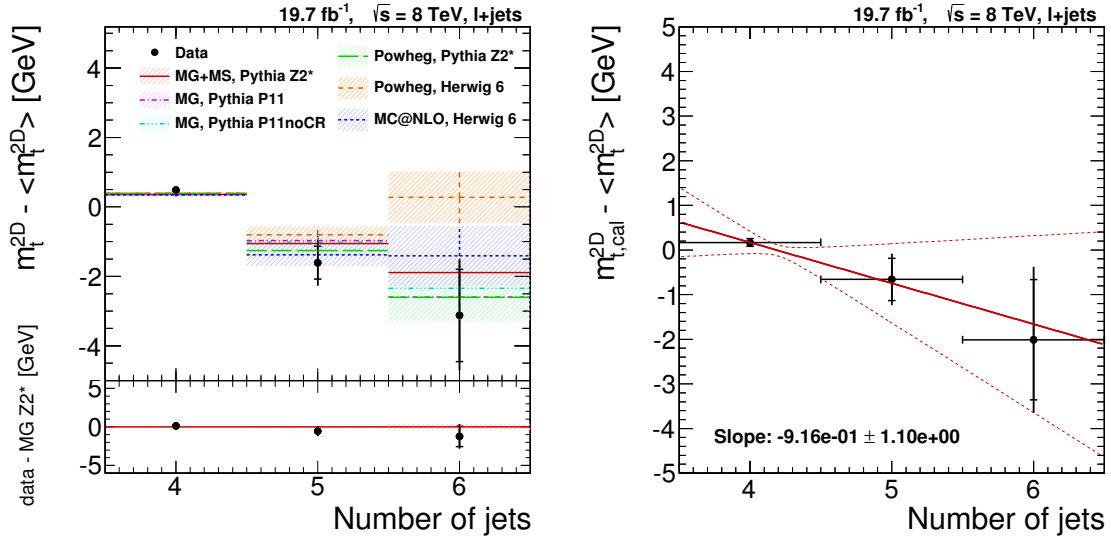 19.7 fb⁻¹, √s = 8 TeV, l+jets
m_t^2D - <m_t^2D> [GeV]
4
2
0
-2
-4
Data
MG+MS, Pythia Z2*
MG, Pythia P11
MG, Pythia P11noCR
Powheg, Pythia Z2*
Powheg, Herwig 6
MC@NLO, Herwig 6
data - MG Z2* [GeV]
5
0
-5
4 5 6
Number of jets
19.7 fb⁻¹, √s = 8 TeV, l+jets
m_t,cal^2D - <m_t^2D> [GeV]
5
4
3
2
1
0
-1
-2
-3
-4
-5
Slope: -9.16e-01 ± 1.10e+00
4 5 6
Number of jets